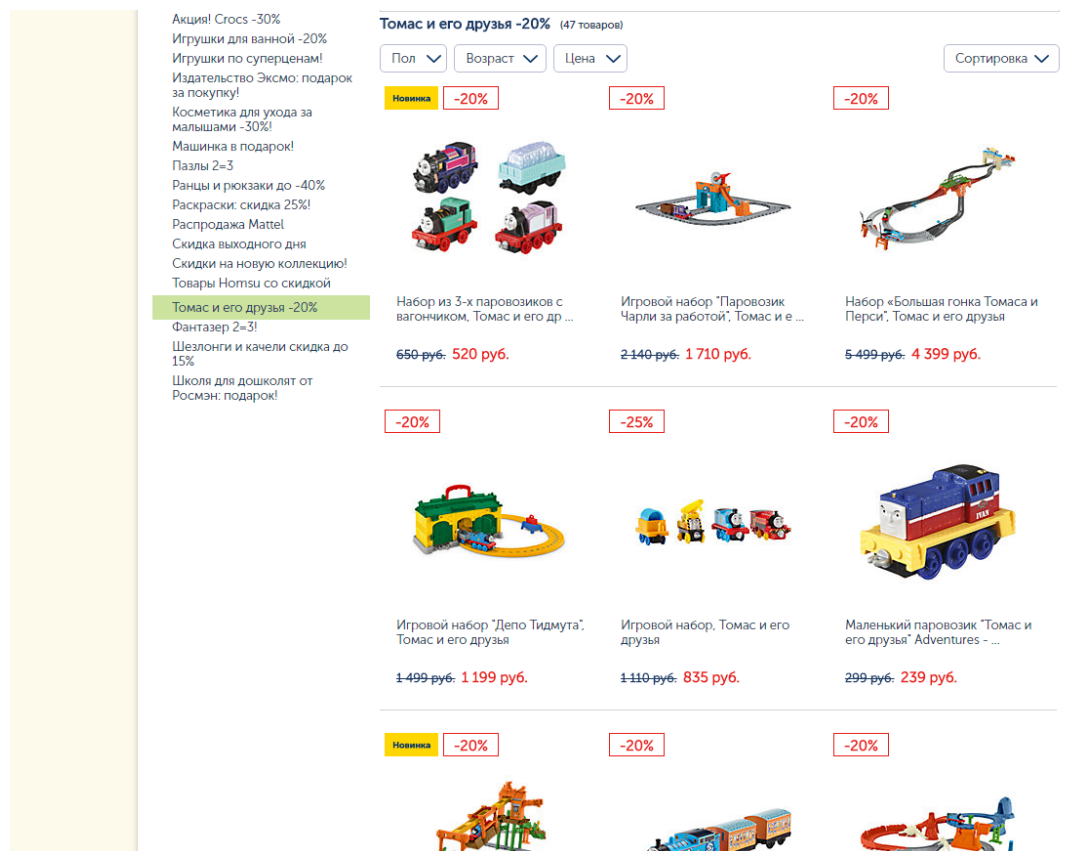 Акция! Crocs -30%
Игрушки для ванной -20%
Игрушки по суперценам!
Издательство Эксмо: подарок
за покупку!
Косметика для ухода за
малышами -30%!
Машинка в подарок!
Пазлы 2=3
Ранцы и рюкзаки до -40%
Раскраски: скидка 25%!
Распродажа Mattel
Скидка выходного дня
Скидки на новую коллекцию!
Товары Homsu со скидкой
Томас и его друзья -20%
Фантазер 2=3!
Шезлонги и качели скидка до
15%
Школя для дошколят от
Росмэн: подарок!
Томас и его друзья -20% (47 товаров)
Пол Возраст Цена Сортировка
Новинка -20%
Набор из 3-х паровозиков с
вагончиком, Томас и его др ...
650 руб. 520 руб.
-20%
Игровой набор "Паровозик
Чарли за работой", Томас и е ...
2 140 руб. 1 710 руб.
-20%
Набор «Большая гонка Томаса и
Перси", Томас и его друзья
5 499 руб. 4 399 руб.
-20%
Игровой набор "Депо Тидмута",
Томас и его друзья
1 499 руб. 1 199 руб.
-25%
Игровой набор, Томас и его
друзья
1 110 руб. 835 руб.
-20%
IVAN
Маленький паровозик "Томас и
его друзья" Adventures - ...
299 руб. 239 руб.
Новинка -20%
-20%
-20%